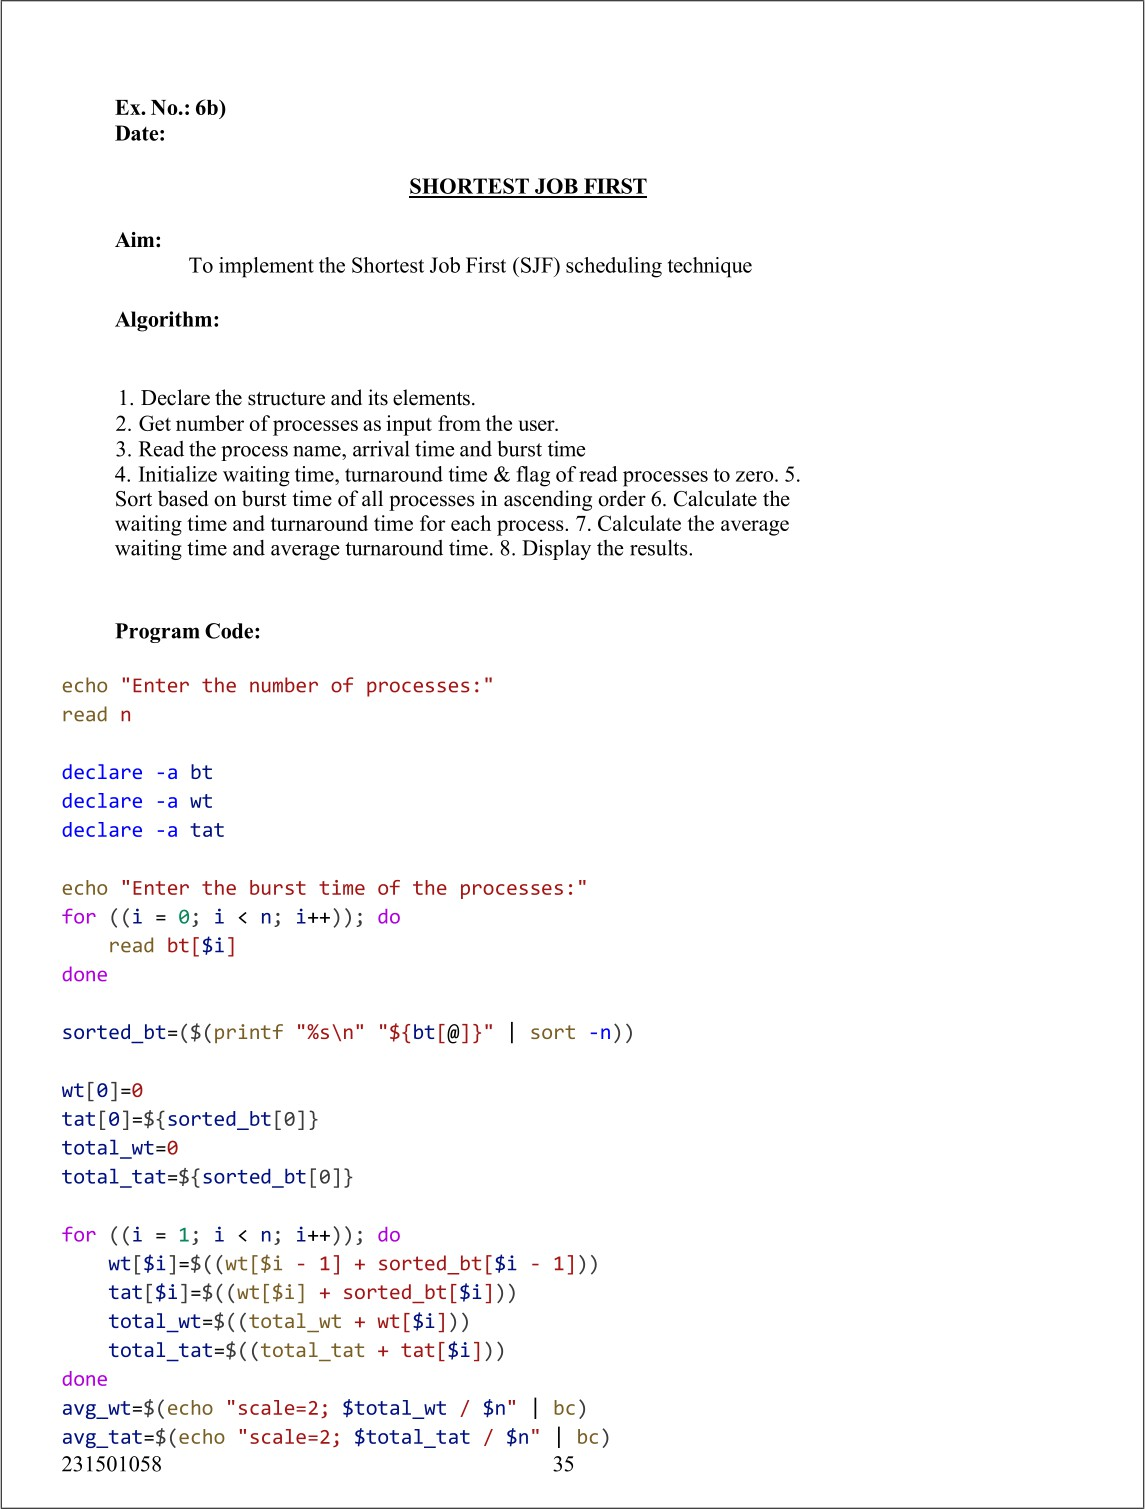 Ex. No.: 6b)
Date:
SHORTEST JOB FIRST
Aim:
To implement the Shortest Job First (SJF) scheduling technique
Algorithm:
1. Declare the structure and its elements.
2. Get number of processes as input from the user.
3. Read the process name, arrival time and burst time
4. Initialize waiting time, turnaround time & flag of read processes to zero. 5.
Sort based on burst time of all processes in ascending order 6. Calculate the
waiting time and turnaround time for each process. 7. Calculate the average
waiting time and average turnaround time. 8. Display the results.
Program Code:
echo "Enter the number of processes:"
read n
declare -a bt
declare -a wt
declare -a tat
echo "Enter the burst time of the processes:"
for ((i = 0; i < n; i++)); do
    read bt[$i]
done
sorted_bt=($(printf "%s\n" "${bt[@]}" | sort -n))
wt[0]=0
tat[0]=${sorted_bt[0]}
total_wt=0
total_tat=${sorted_bt[0]}
for ((i = 1; i < n; i++)); do
    wt[$i]=$((wt[$i - 1] + sorted_bt[$i - 1]))
    tat[$i]=$((wt[$i] + sorted_bt[$i]))
    total_wt=$((total_wt + wt[$i]))
    total_tat=$((total_tat + tat[$i]))
done
avg_wt=$(echo "scale=2; $total_wt / $n" | bc)
avg_tat=$(echo "scale=2; $total_tat / $n" | bc)
231501058 35